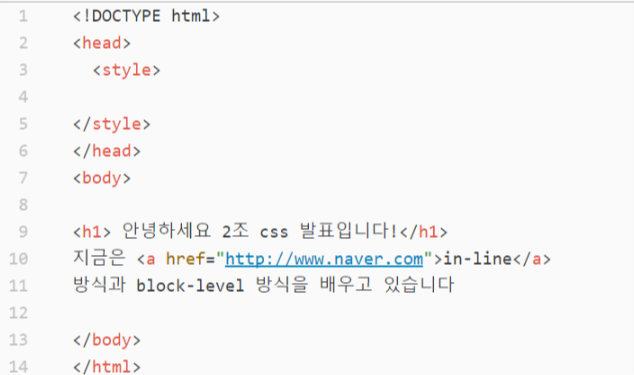 1 <!DOCTYPE html>
2 <head>
3 <style>
4
5 </style>
6 </head>
7 <body>
8
9 <h1> 안녕하세요 2조 css 발표입니다!</h1>
10 지금은 <a href="http://www.naver.com">in-line</a>
11 방식과 block-level 방식을 배우고 있습니다
12
13 </body>
14 </html>